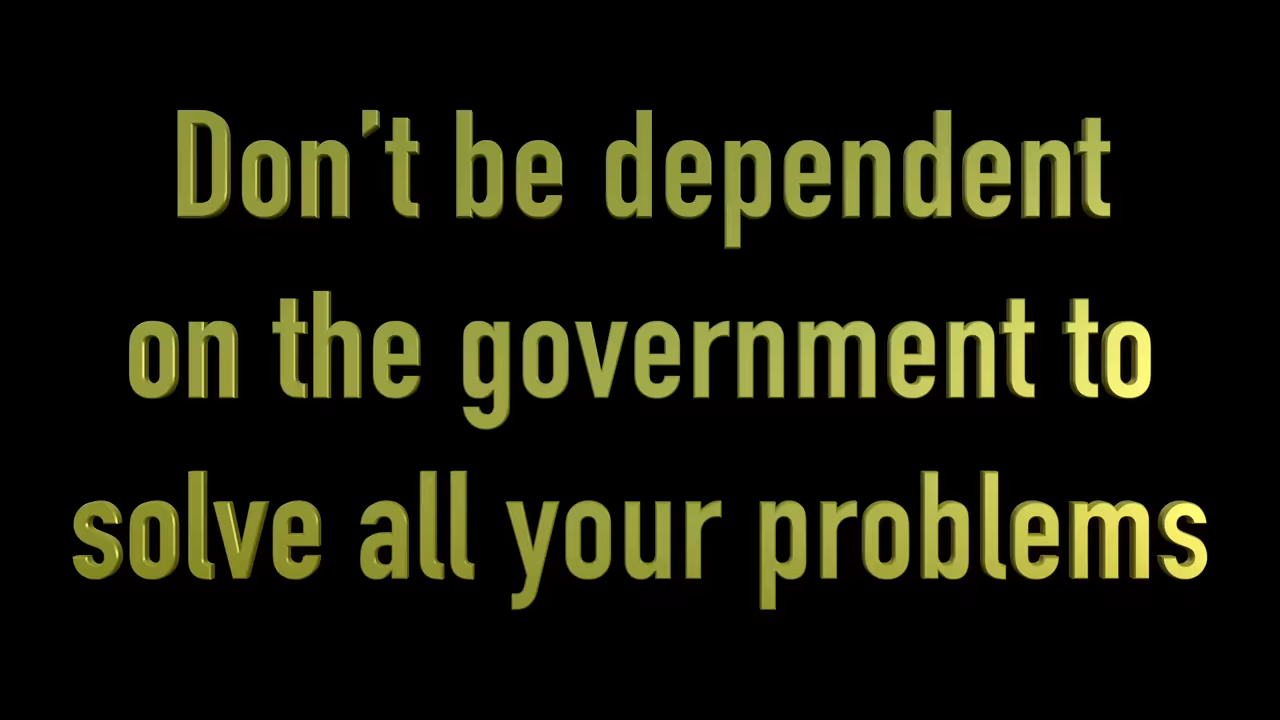 Don't be dependent
on the government to
solve all your problems